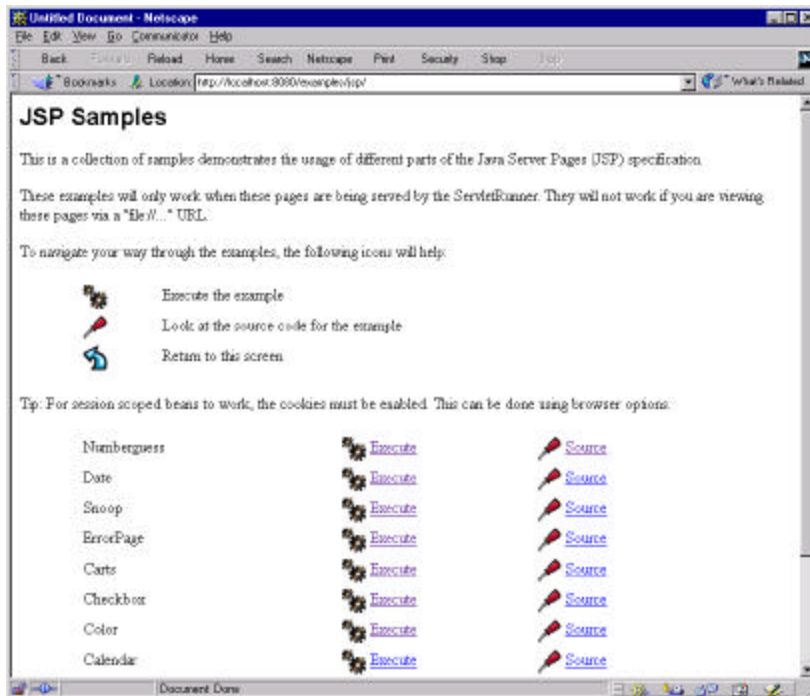 Untitled Document - Netscape
File Edit View Go Communicator Help
Back Forward Reload Home Search Netscape Print Security Stop
Bookmarks Location: http://localhost:8080/examples/jsp/ What's Related
JSP Samples
This is a collection of samples demonstrates the usage of different parts of the Java Server Pages (JSP) specification.
These examples will only work when these pages are being served by the ServletRunner. They will not work if you are viewing
these pages via a "file://..." URL.
To navigate your way through the examples, the following icons will help:
Execute the example
Look at the source code for the example
Return to this screen
Tip: For session scoped beans to work, the cookies must be enabled. This can be done using browser options.
Numberguess Execute Source
Date Execute Source
Snoop Execute Source
ErrorPage Execute Source
Carts Execute Source
Checkbox Execute Source
Color Execute Source
Calendar Execute Source
Document Done